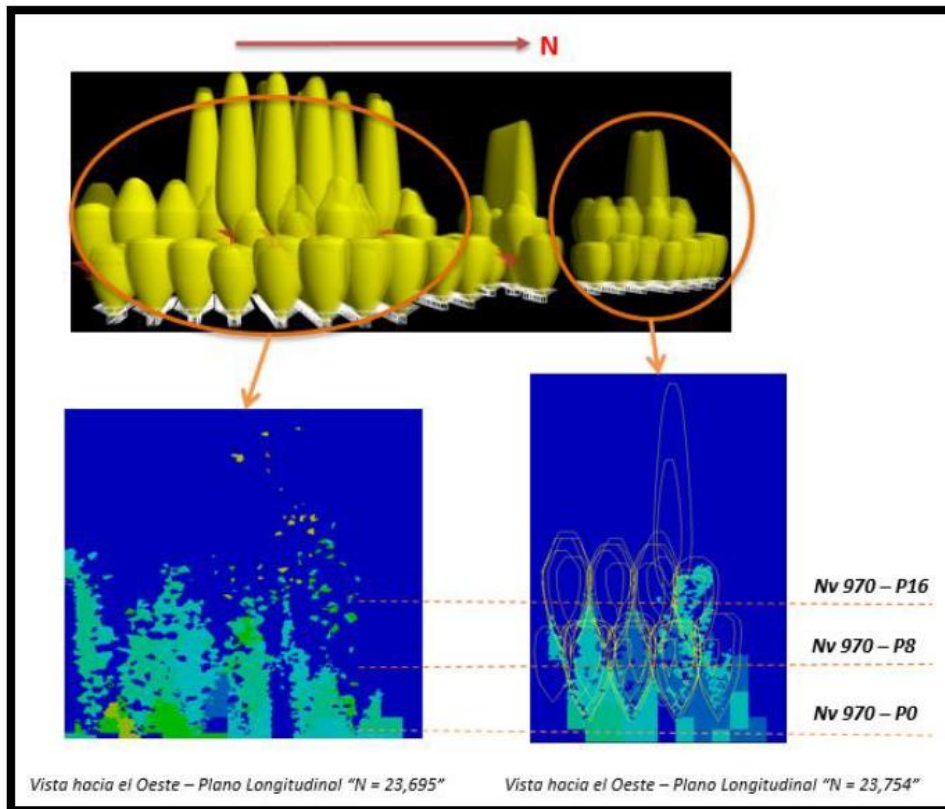 N
Nv 970 – P16
Nv 970 – P8
Nv 970 – P0
Vista hacia el Oeste – Plano Longitudinal "N = 23,695"
Vista hacia el Oeste – Plano Longitudinal "N = 23,754"